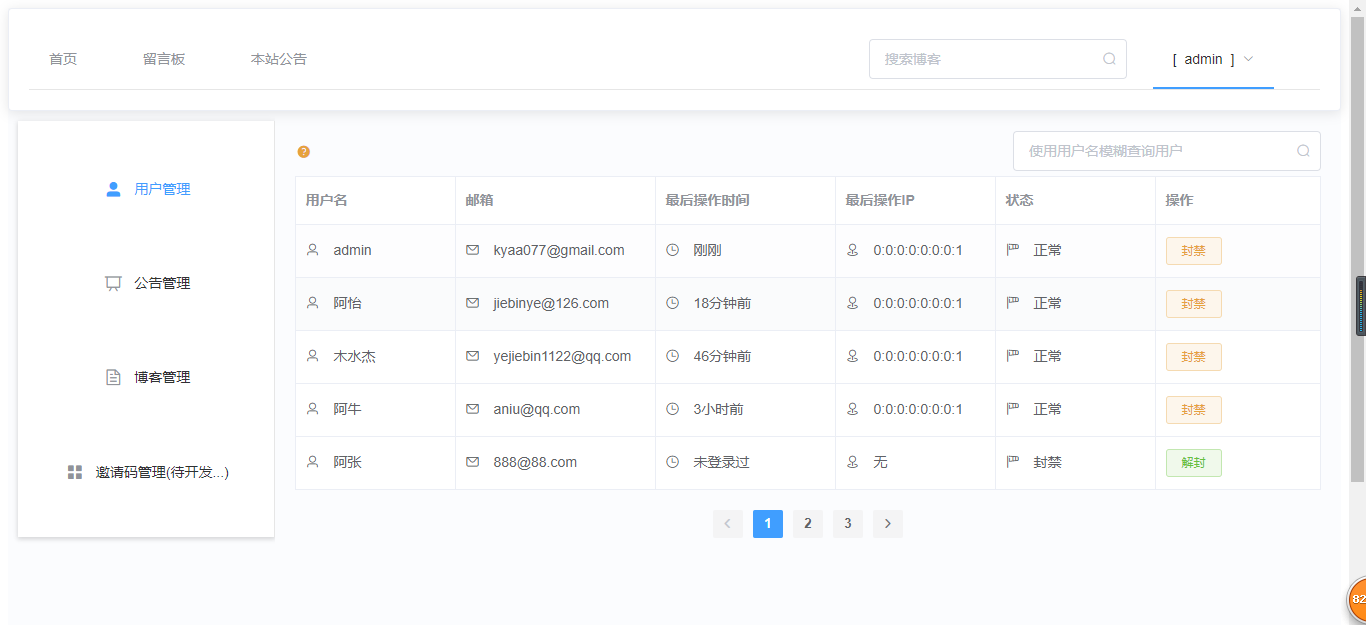 首页 留言板 本站公告 搜索博客 [ admin ]
用户管理
公告管理
博客管理
邀请码管理(待开发...)
? 使用用户名模糊查询用户
用户名 邮箱 最后操作时间 最后操作IP 状态 操作
admin kyaa077@gmail.com 刚刚 0:0:0:0:0:0:0:1 正常 封禁
阿怡 jiebinye@126.com 18分钟前 0:0:0:0:0:0:0:1 正常 封禁
木水杰 yejiebin1122@qq.com 46分钟前 0:0:0:0:0:0:0:1 正常 封禁
阿牛 aniu@qq.com 3小时前 0:0:0:0:0:0:0:1 正常 封禁
阿张 888@88.com 未登录过 无 封禁 解封
1 2 3
82